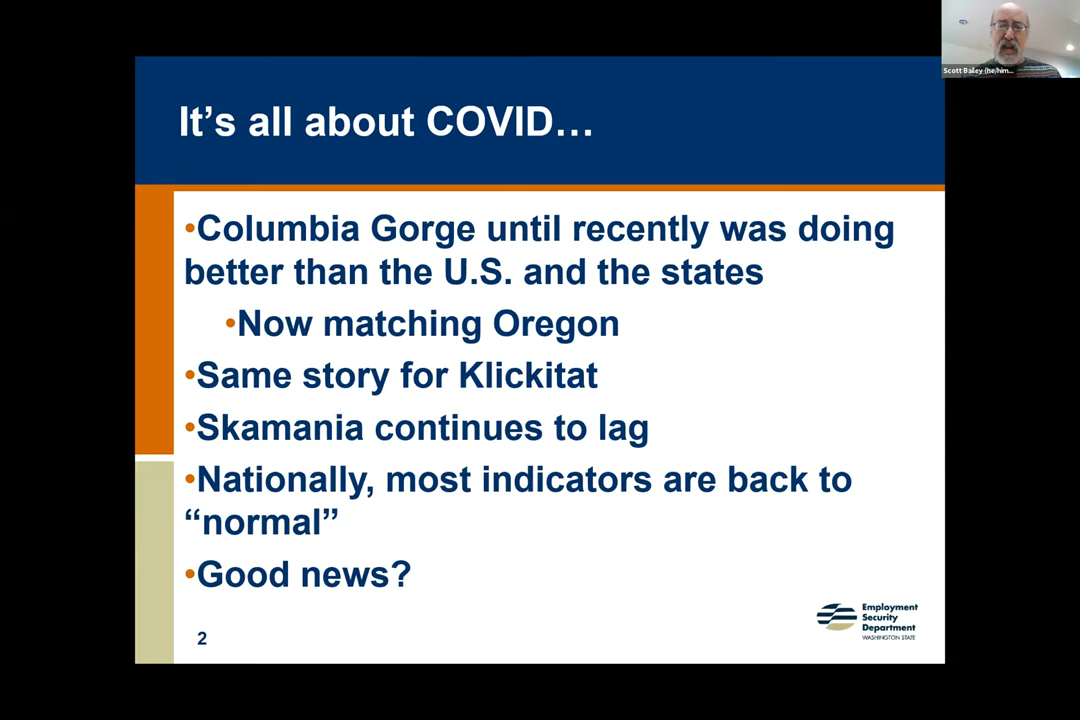 Scott Bailey (he/him...
It's all about COVID…
•Columbia Gorge until recently was doing
better than the U.S. and the states
•Now matching Oregon
•Same story for Klickitat
•Skamania continues to lag
•Nationally, most indicators are back to
“normal”
•Good news?
2
Employment
Security
Department
WASHINGTON STATE